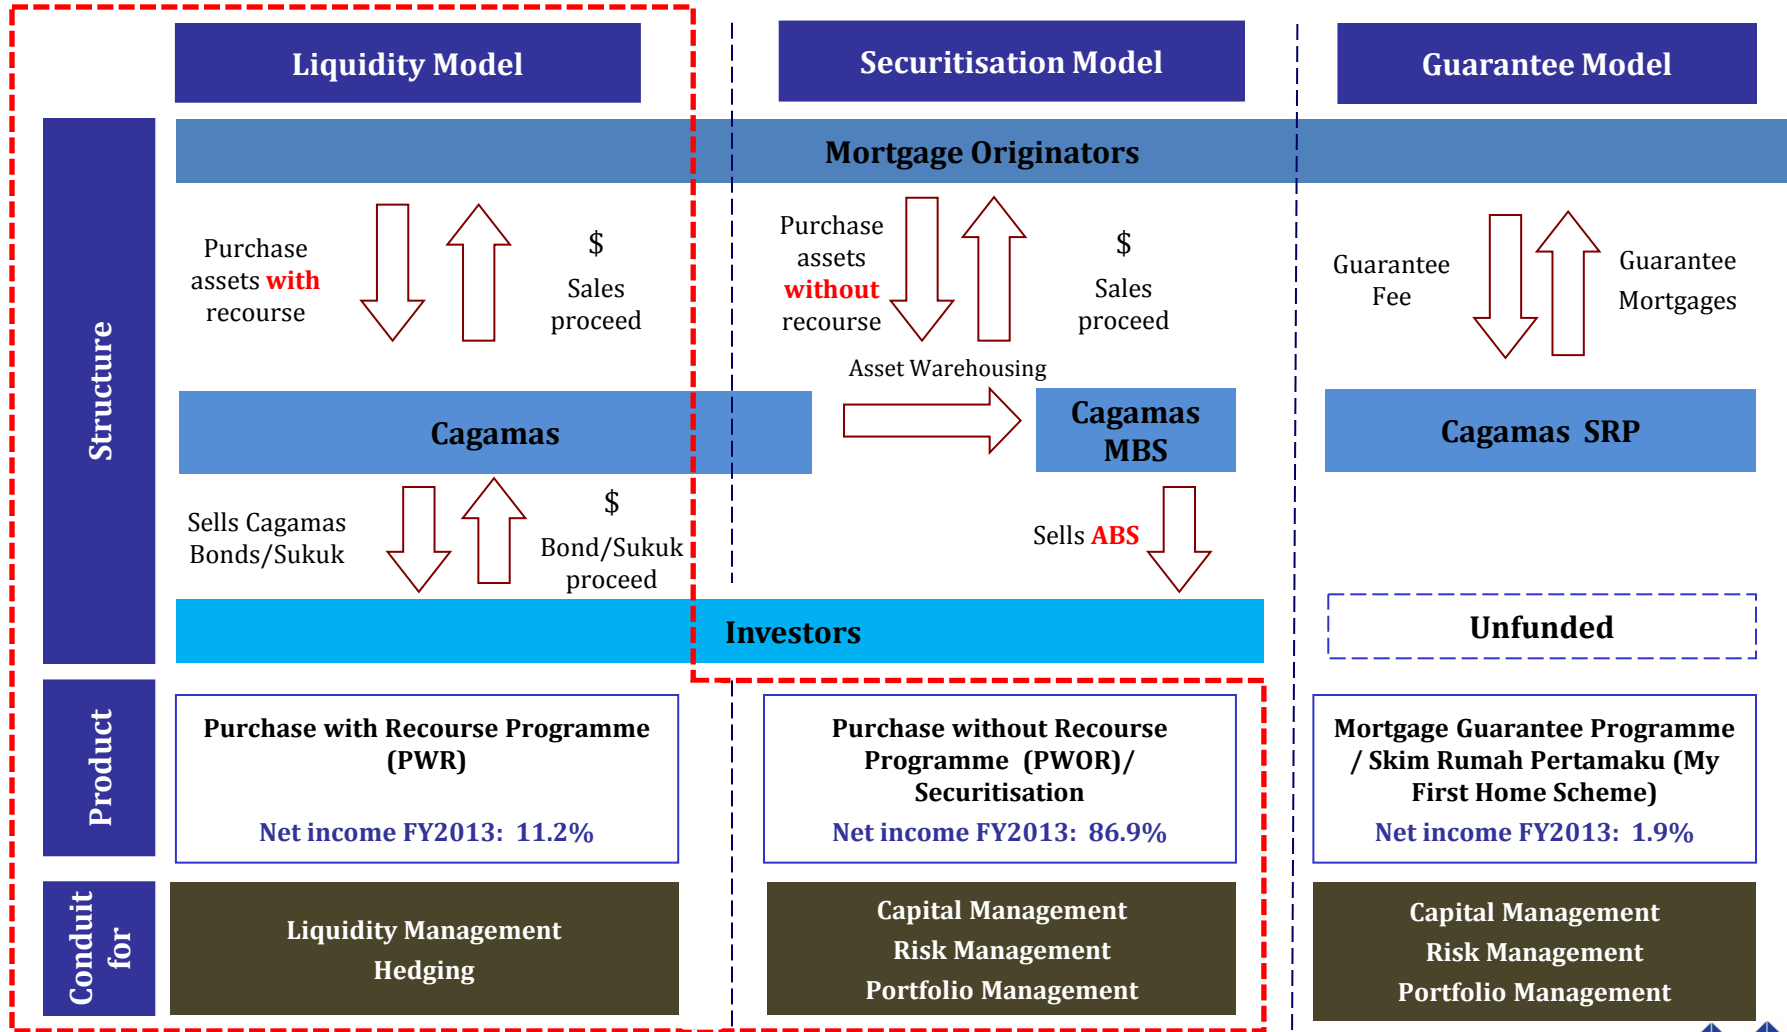 Liquidity Model
Securitisation Model
Guarantee Model
Structure
Mortgage Originators
Purchase
assets with
recourse
$
Sales
proceed
Purchase
assets
without
recourse
$
Sales
proceed
Guarantee
Fee
Guarantee
Mortgages
Asset Warehousing
Cagamas
Cagamas
MBS
Cagamas SRP
Sells Cagamas
Bonds/Sukuk
$
Bond/Sukuk
proceed
Sells ABS
Investors
Unfunded
Product
Purchase with Recourse Programme
(PWR)
Net income FY2013: 11.2%
Purchase without Recourse
Programme (PWOR)/
Securitisation
Net income FY2013: 86.9%
Mortgage Guarantee Programme
/ Skim Rumah Pertamaku (My
First Home Scheme)
Net income FY2013: 1.9%
Conduit
for
Liquidity Management
Hedging
Capital Management
Risk Management
Portfolio Management
Capital Management
Risk Management
Portfolio Management